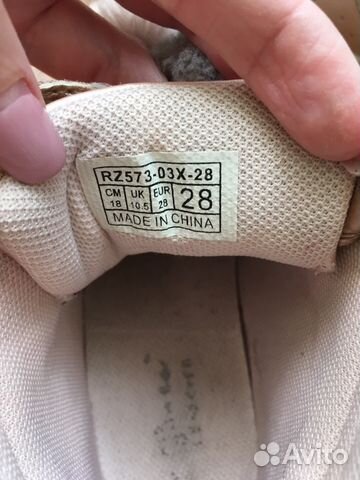 RZ573-03X-28
CM UK EUR 28
18 10.5 28
MADE IN CHINA
Avito